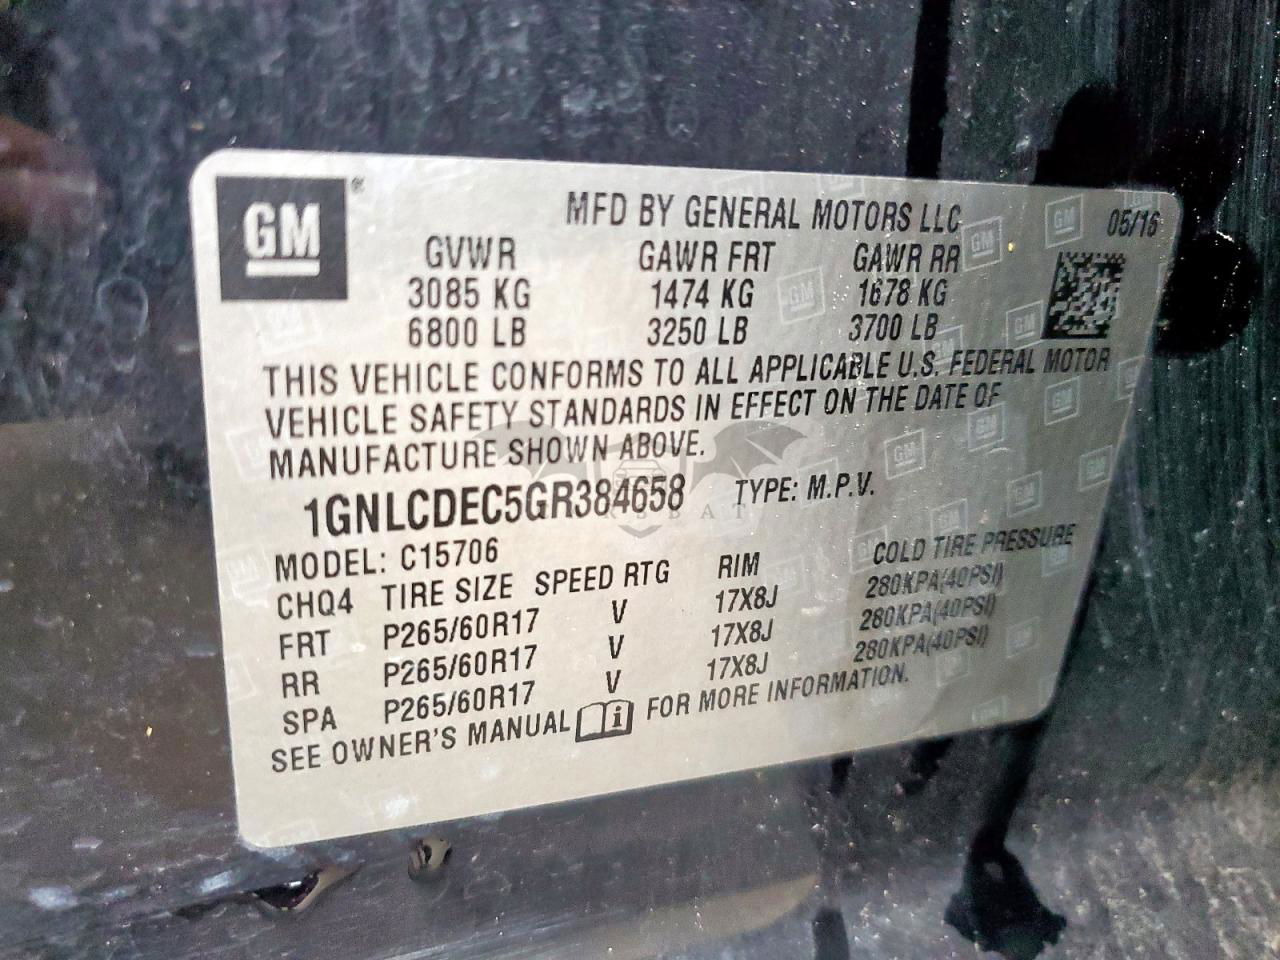 GM ®
MFD BY GENERAL MOTORS LLC 05/16
GVWR GAWR FRT GAWR RR
3085 KG 1474 KG 1678 KG
6800 LB 3250 LB 3700 LB
THIS VEHICLE CONFORMS TO ALL APPLICABLE U.S. FEDERAL MOTOR
VEHICLE SAFETY STANDARDS IN EFFECT ON THE DATE OF
MANUFACTURE SHOWN ABOVE.
1GNLCDEC5GR384658 TYPE: M.P.V.
MODEL: C15706
CHQ4 TIRE SIZE SPEED RTG RIM COLD TIRE PRESSURE
FRT P265/60R17 V 17X8J 280KPA(40PSI)
RR P265/60R17 V 17X8J 280KPA(40PSI)
SPA P265/60R17 V 17X8J 280KPA(40PSI)
SEE OWNER'S MANUAL i FOR MORE INFORMATION.